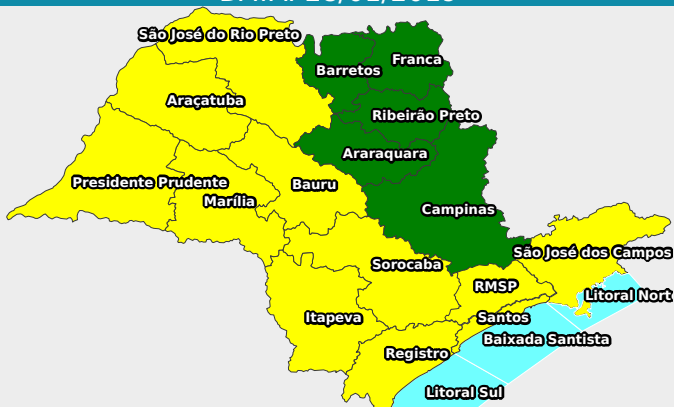 São José do Rio Preto
Franca
Barretos
Araçatuba
Ribeirão Preto
Araraquara
Presidente Prudente
Bauru
Marília
Campinas
São José dos Campos
Sorocaba
RMSP
Litoral Nort
Itapeva
Santos
Baixada Santista
Registro
Litoral Sul